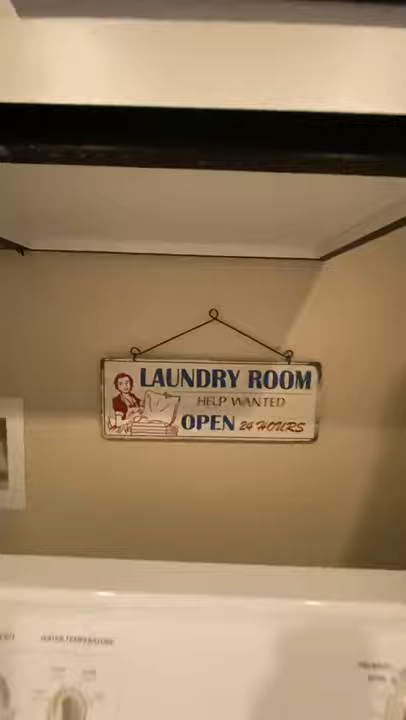 LAUNDRY ROOM
HELP WANTED
OPEN 24 HOURS
WATER TEMPERATURE